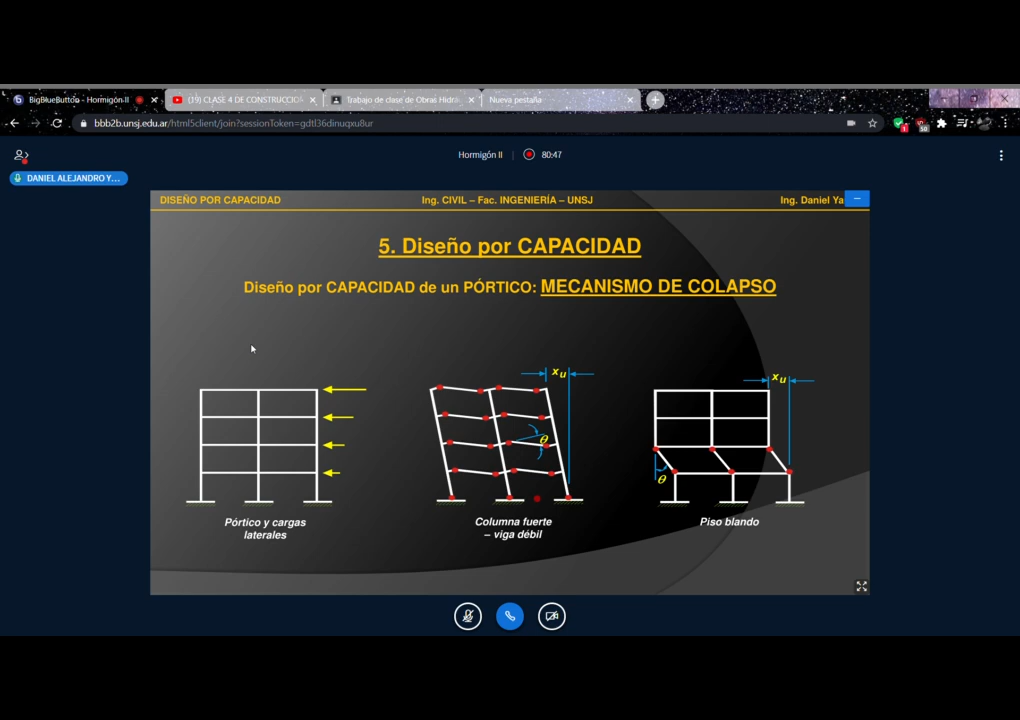 BigBlueButton - Hormigón II
(19) CLASE 4 DE CONSTRUCCION
Trabajo de clase de Obras Hidrá
Nueva pestaña
bbb2b.unsj.edu.ar/html5client/join?sessionToken=gdtl36dinuqxu8ur
1
50
Hormigón II
80:47
DANIEL ALEJANDRO Y...
DISEÑO POR CAPACIDAD
Ing. CIVIL – Fac. INGENIERÍA – UNSJ
Ing. Daniel Ya
5. Diseño por CAPACIDAD
Diseño por CAPACIDAD de un PÓRTICO: MECANISMO DE COLAPSO
xu
xu
θ
θ
Pórtico y cargas
laterales
Columna fuerte
– viga débil
Piso blando